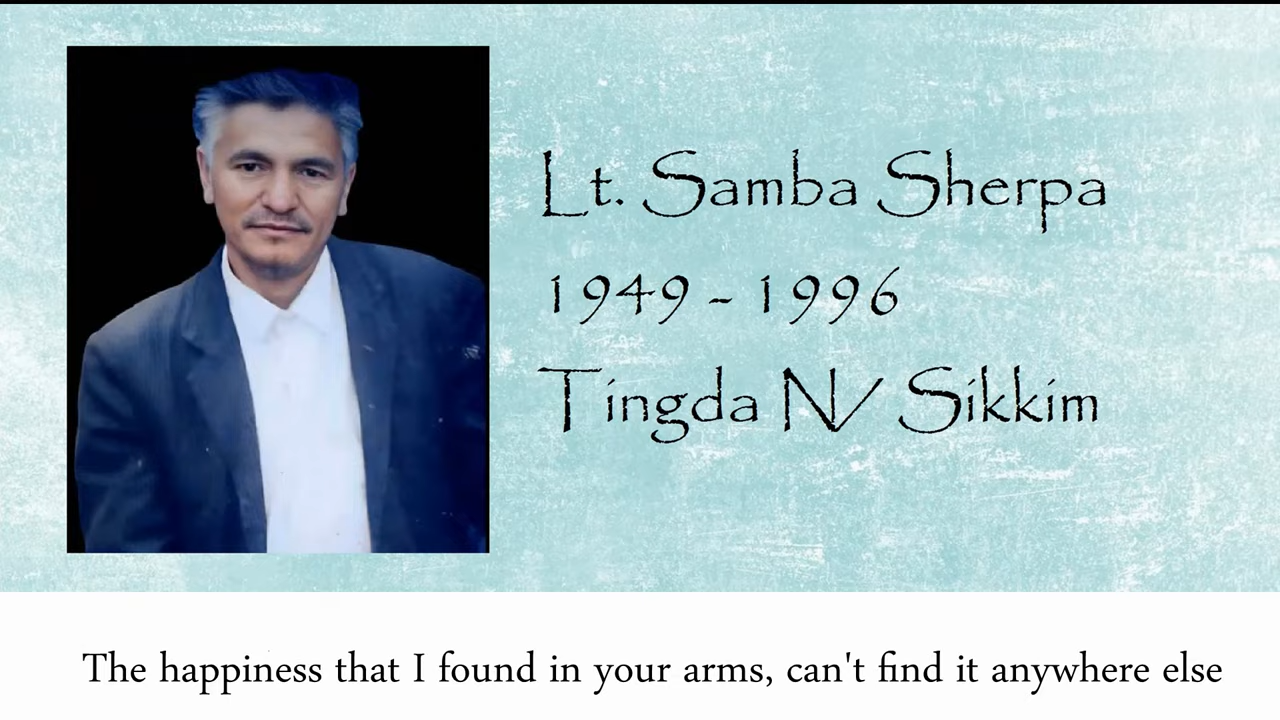 Lt. Samba Sherpa
1949 - 1996
Tingda N/ Sikkim
The happiness that I found in your arms, can't find it anywhere else